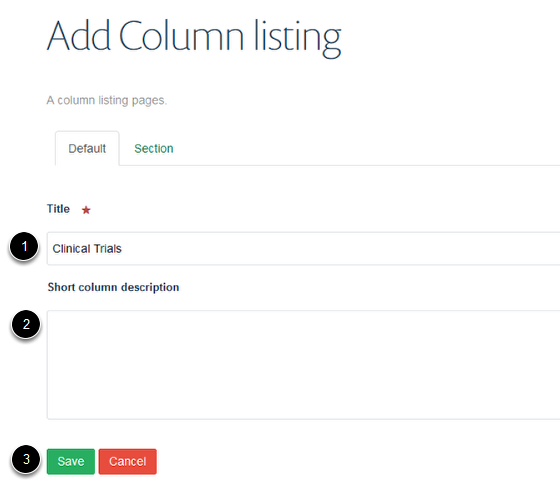 Add Column listing
A column listing pages.
Default Section
Title ★
1 Clinical Trials
Short column description
2
3 Save Cancel